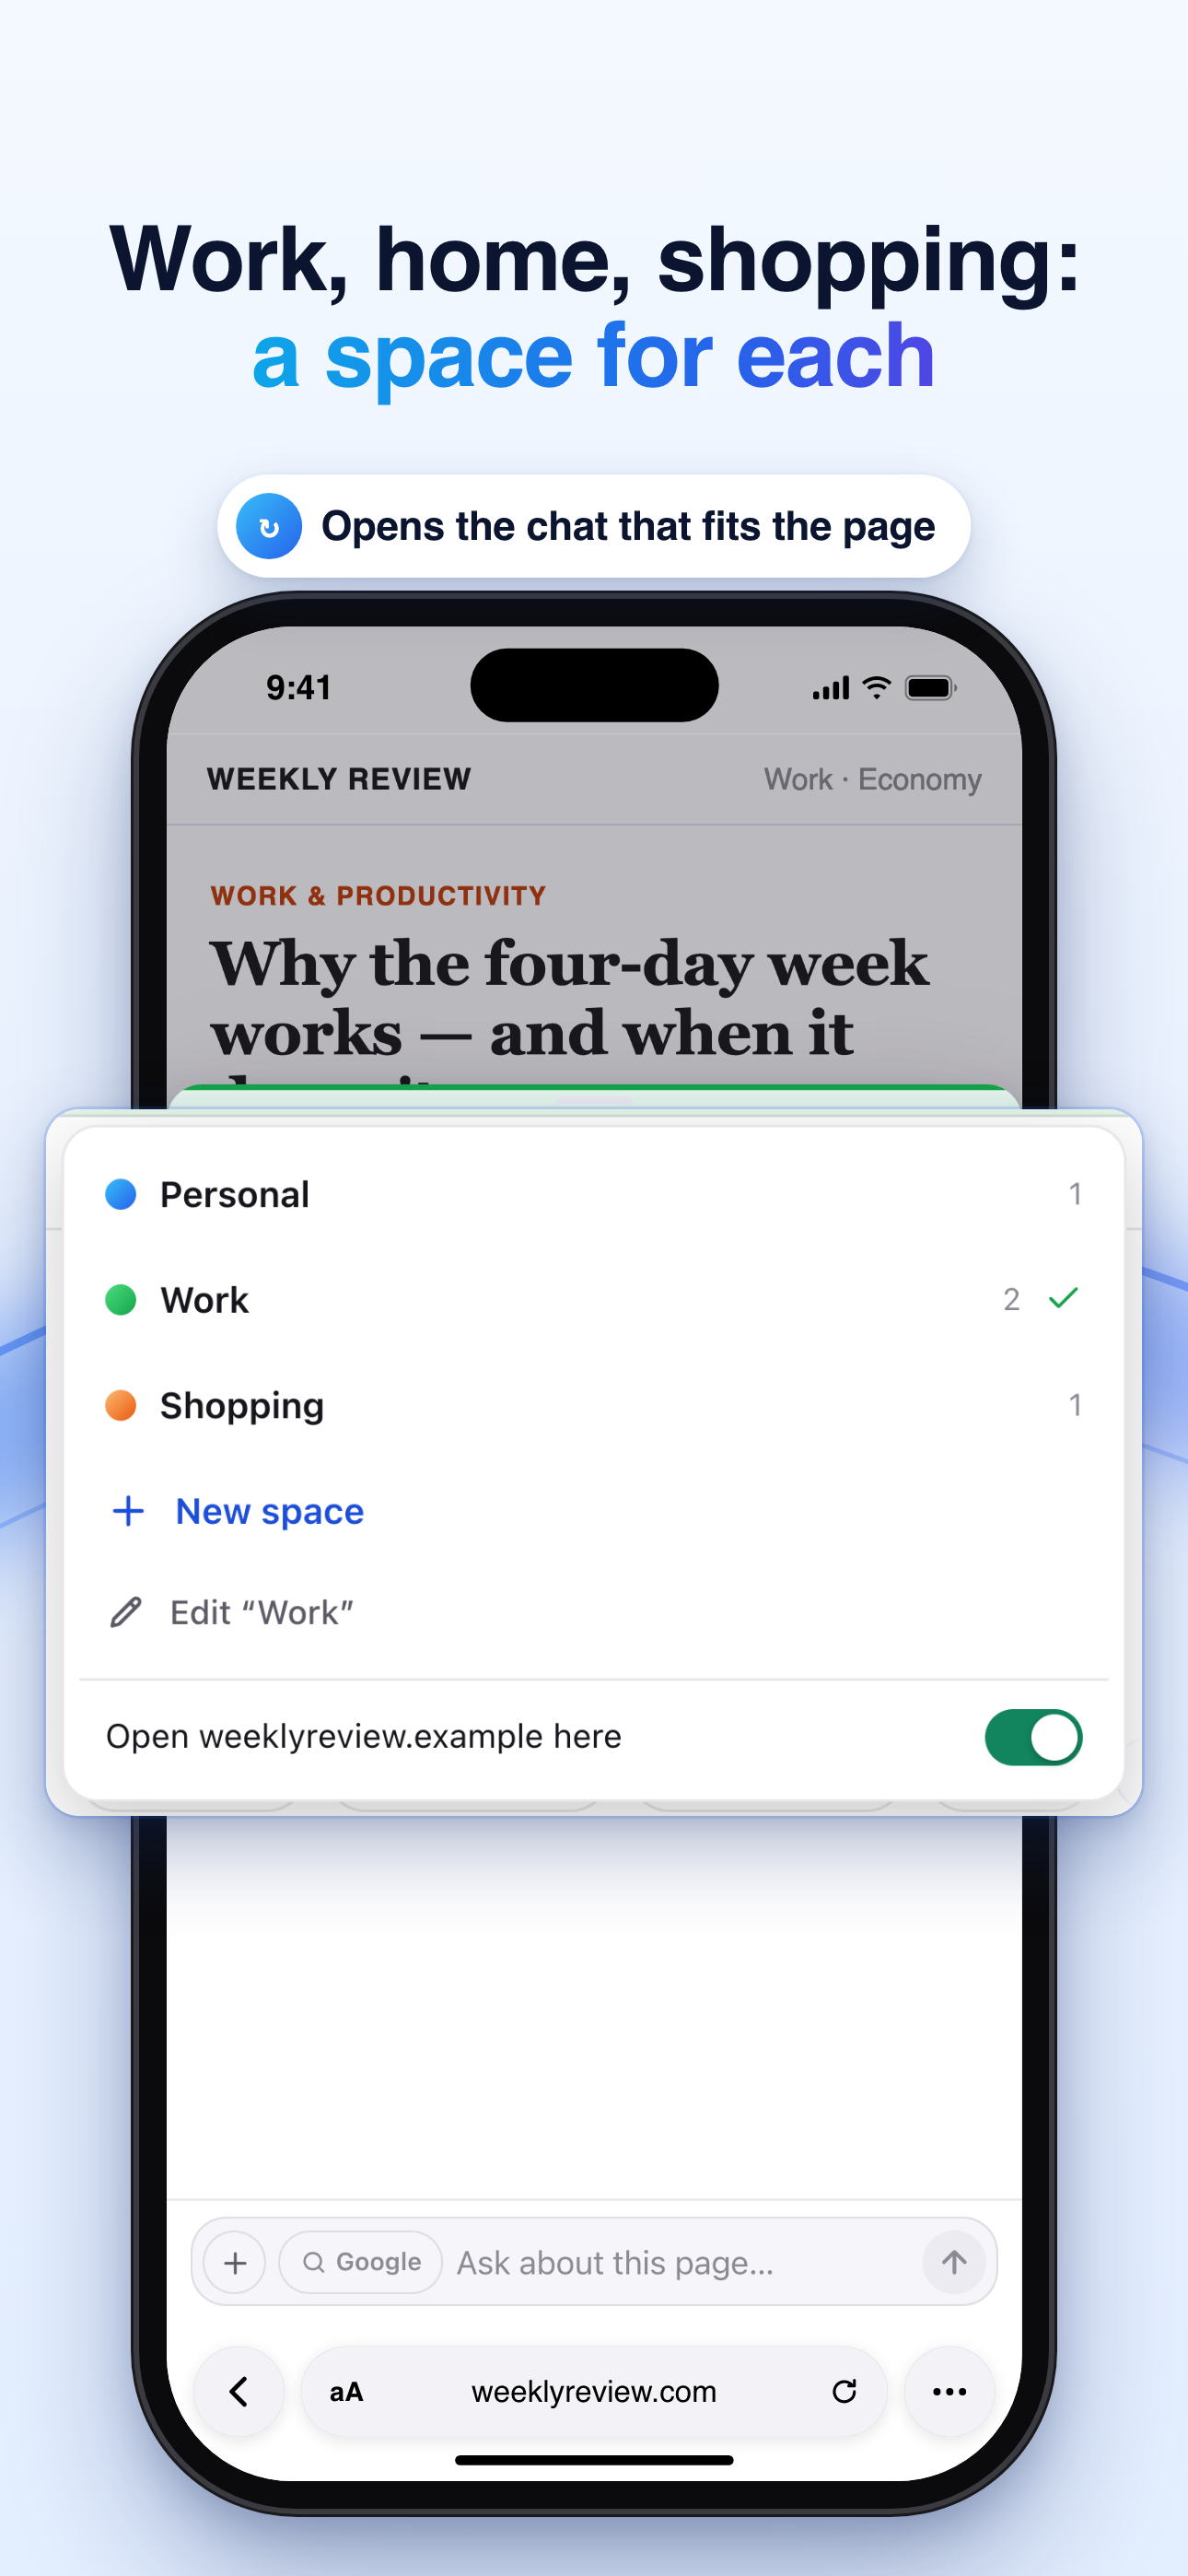 Work, home, shopping:
a space for each
Opens the chat that fits the page
9:41
WEEKLY REVIEW
Work · Economy
WORK & PRODUCTIVITY
Why the four-day week
works — and when it
Personal
1
Work
2
Shopping
1
New space
Edit “Work”
Open weeklyreview.example here
Google
Ask about this page...
aA
weeklyreview.com